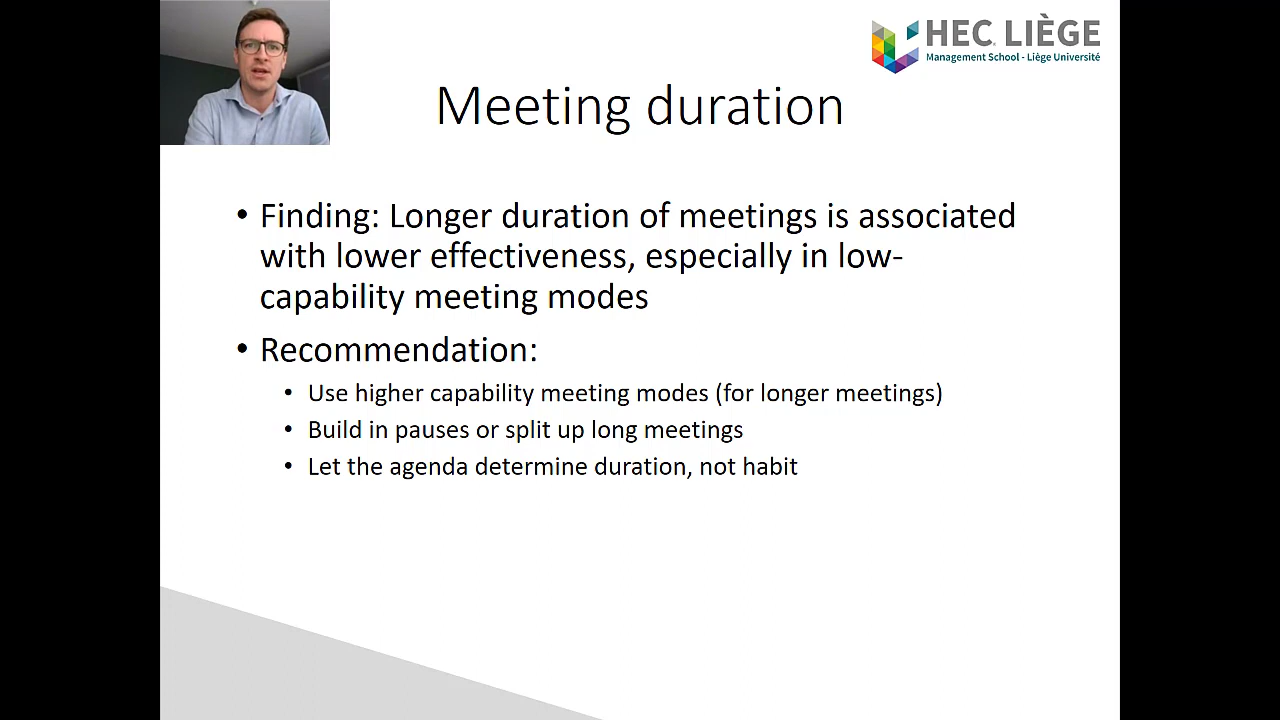 HEC LIÈGE
Management School - Liège Université
Meeting duration
• Finding: Longer duration of meetings is associated
with lower effectiveness, especially in low-
capability meeting modes
• Recommendation:
• Use higher capability meeting modes (for longer meetings)
• Build in pauses or split up long meetings
• Let the agenda determine duration, not habit